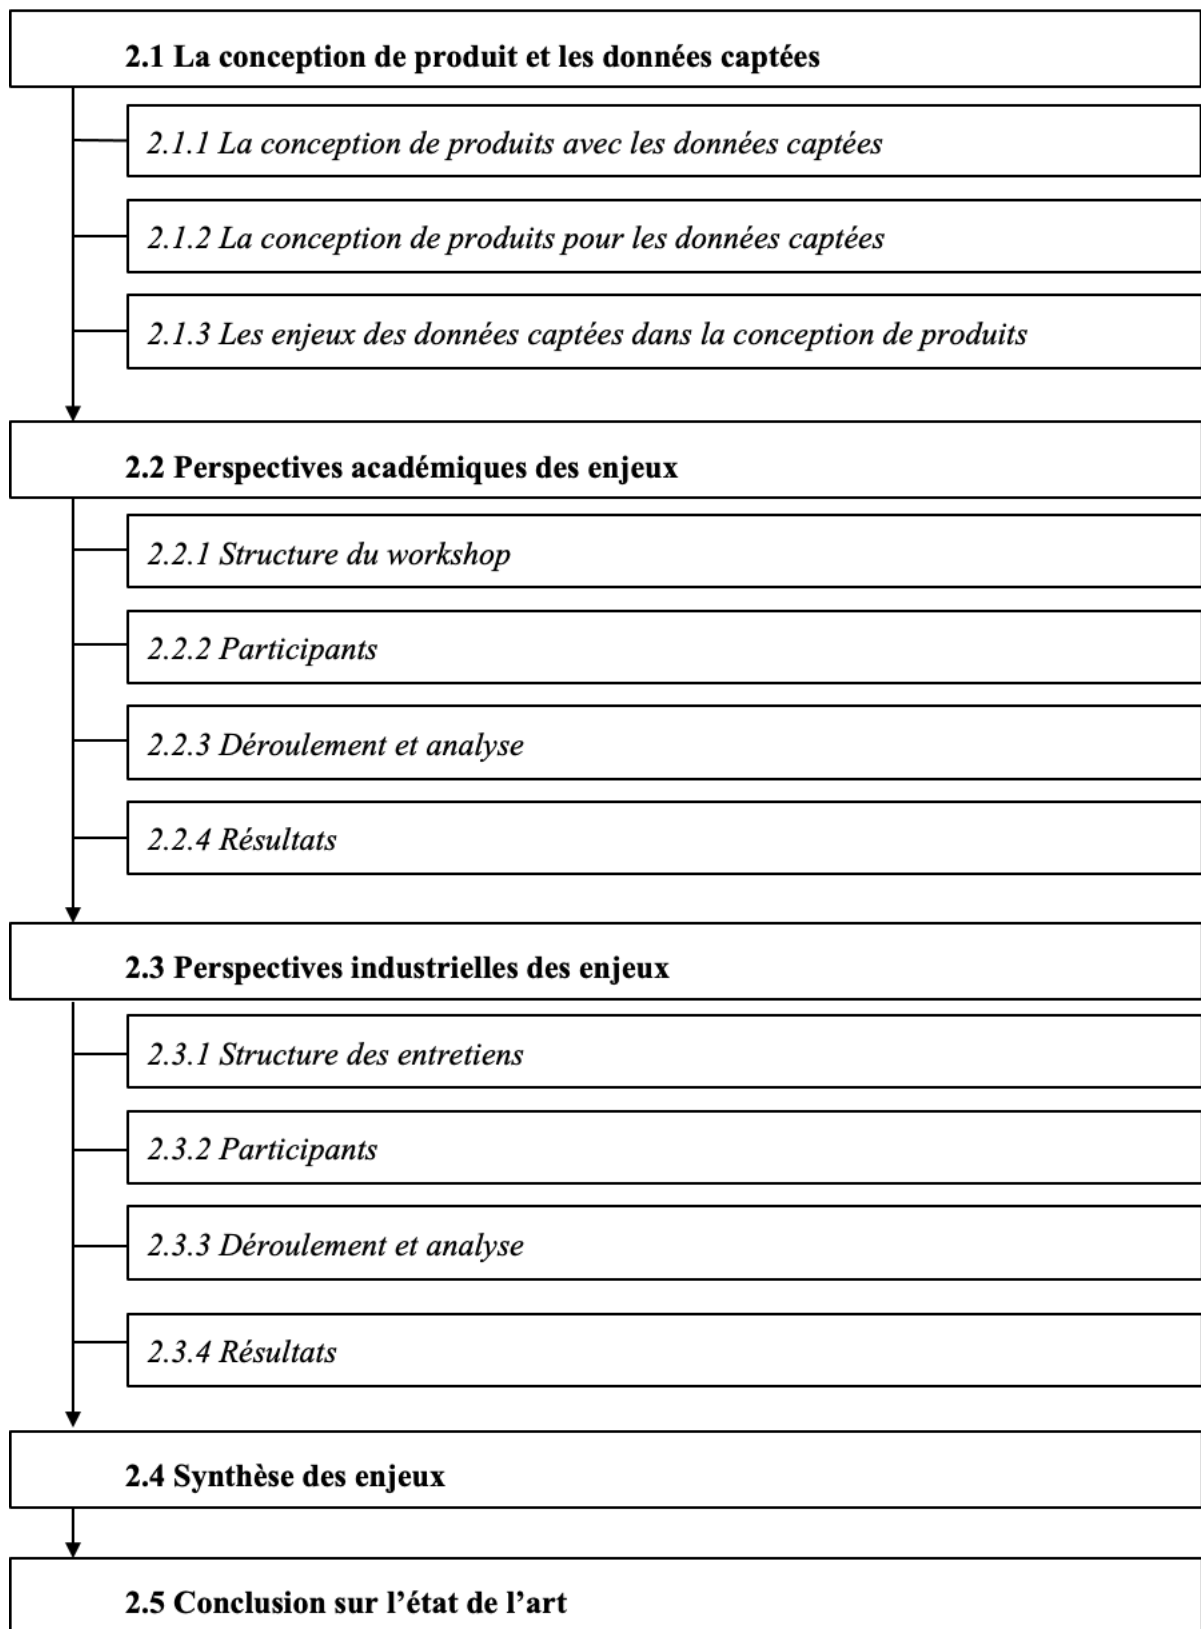 2.1 La conception de produit et les données captées
2.1.1 La conception de produits avec les données captées
2.1.2 La conception de produits pour les données captées
2.1.3 Les enjeux des données captées dans la conception de produits
2.2 Perspectives académiques des enjeux
2.2.1 Structure du workshop
2.2.2 Participants
2.2.3 Déroulement et analyse
2.2.4 Résultats
2.3 Perspectives industrielles des enjeux
2.3.1 Structure des entretiens
2.3.2 Participants
2.3.3 Déroulement et analyse
2.3.4 Résultats
2.4 Synthèse des enjeux
2.5 Conclusion sur l’état de l’art